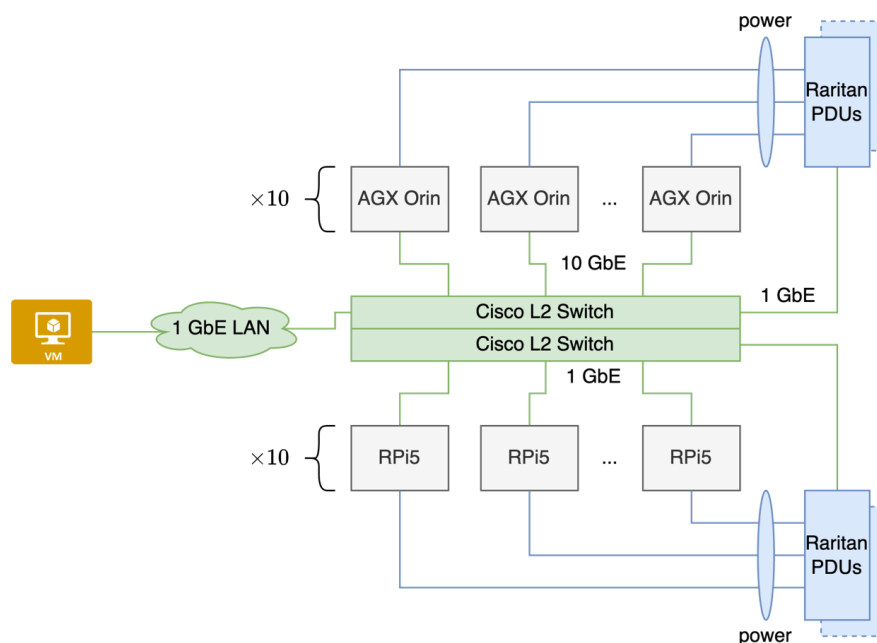 power
Raritan
PDUs
×10
AGX Orin
AGX Orin
...
AGX Orin
10 GbE
1 GbE
VM
1 GbE LAN
Cisco L2 Switch
Cisco L2 Switch
1 GbE
×10
RPi5
RPi5
...
RPi5
Raritan
PDUs
power